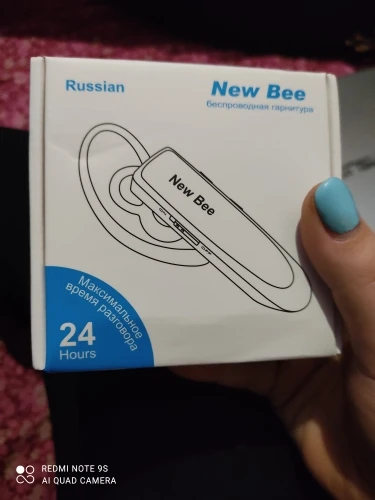 Russian
New Bee
беспроводная гарнитура
New Bee
Максимальное
время разговора
24
Hours
REDMI NOTE 9S
AI QUAD CAMERA